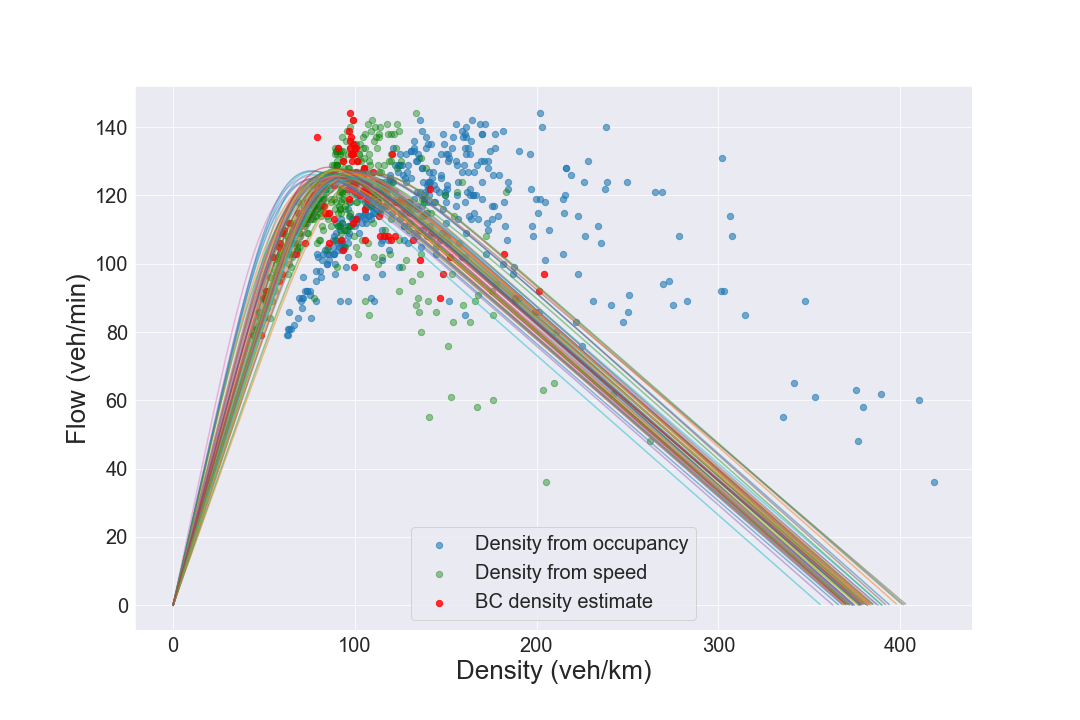 140
120
100
80
60
40
20
0
Flow (veh/min)
Density from occupancy
Density from speed
BC density estimate
0 100 200 300 400
Density (veh/km)